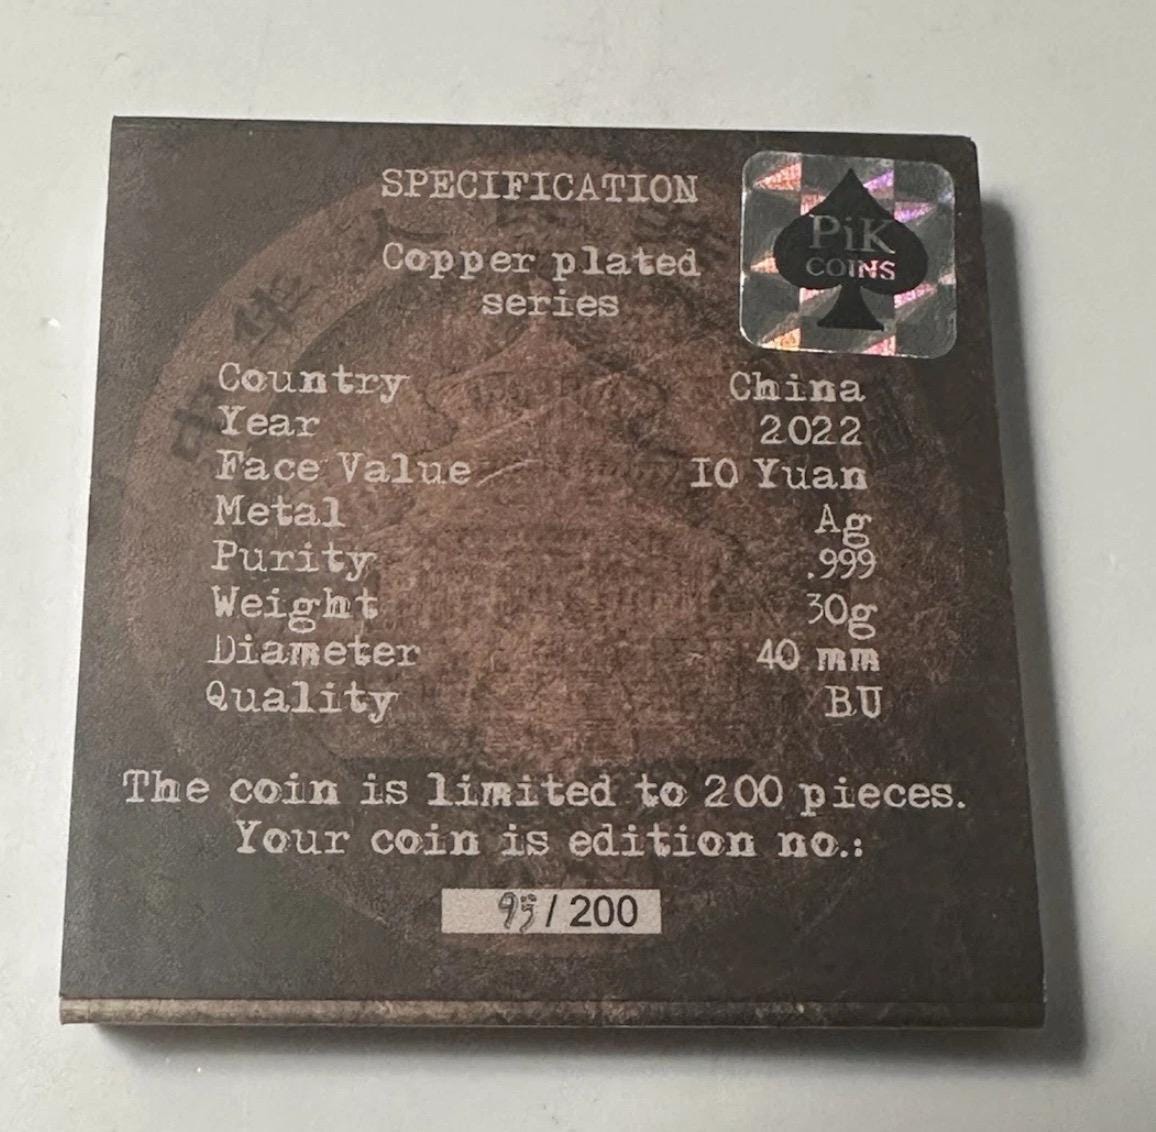 SPECIFICATION
PiK
COINS
Copper plated
series
Country China
Year 2022
Face Value 10 Yuan
Metal Ag
Purity .999
Weight 30g
Diameter 40 mm
Quality BU
The coin is limited to 200 pieces.
Your coin is edition no.:
/ 200